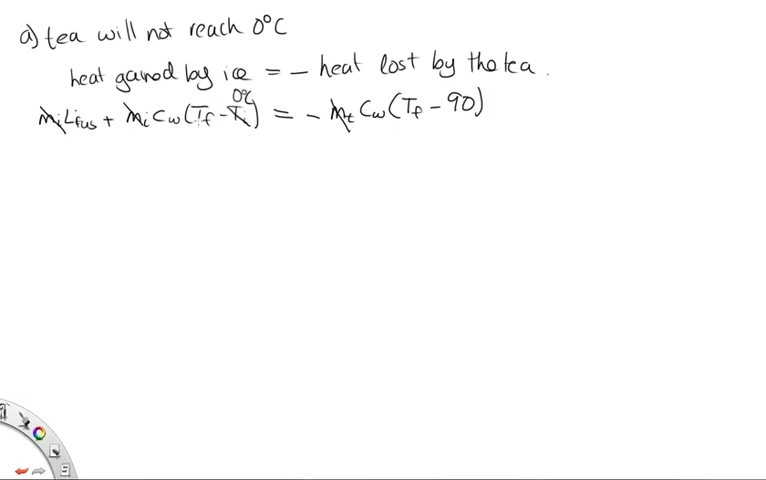 a) tea will not reach 0°C
heat gained by ice = − heat lost by the tea.
0°C
miLfus + miCw(Tf − Ti) = − mtCw(Tf − 90)